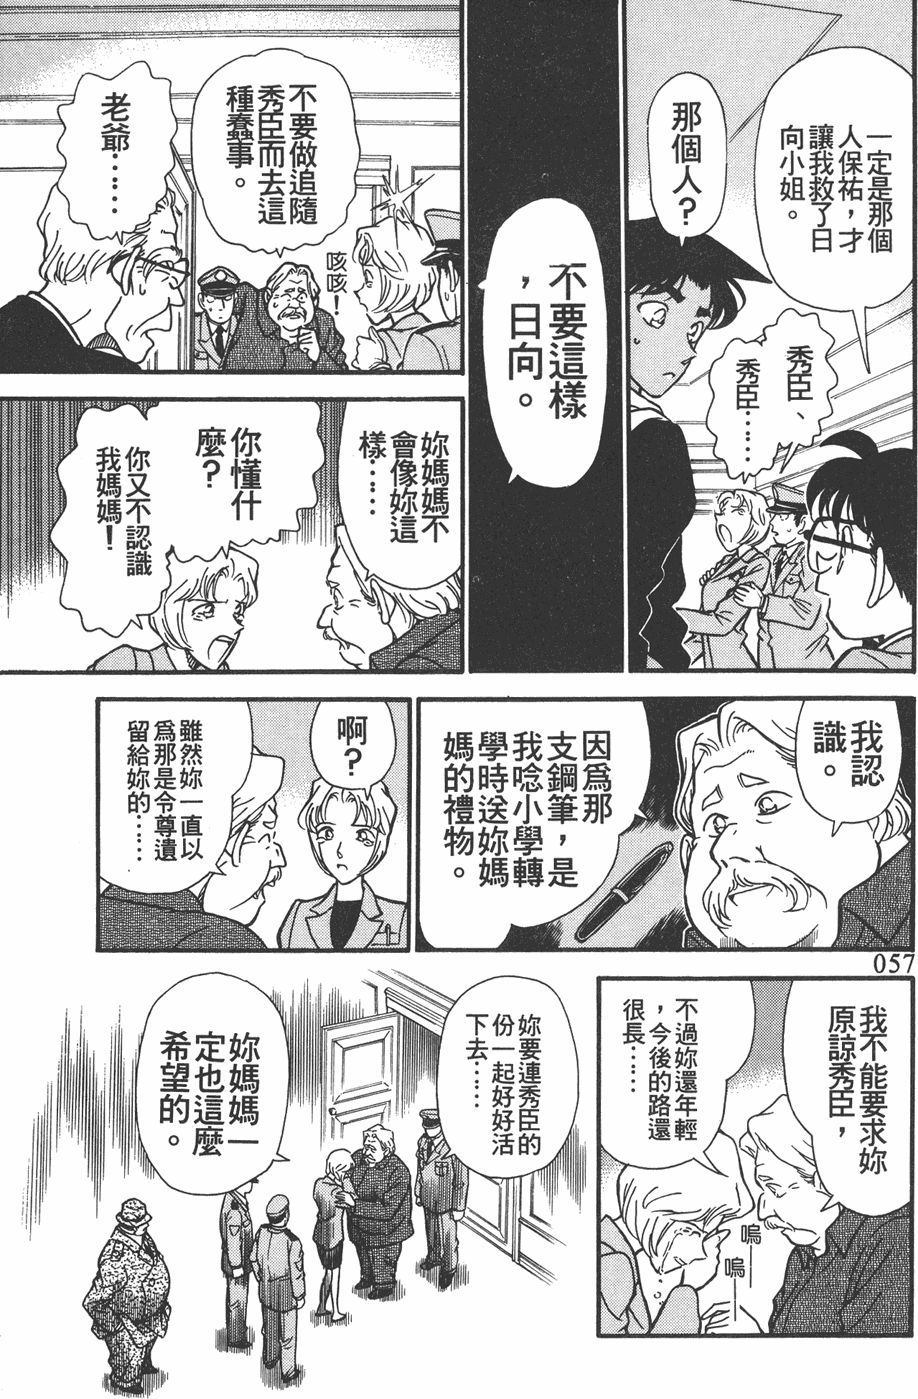 一定是那個
人保祐，才
讓我救了日
向小姐。
那個人？
秀臣、
秀臣……
不要這樣
，日向。
不要做追隨
秀臣而去這
種蠢事。
咳咳！
老爺……
妳媽媽不
會像妳這
樣……
你懂什
麼？
你又不認識
我媽媽！
我認
識。
因爲那
支鋼筆，是
我唸小學轉
學時送妳媽
媽的禮物。
啊？
雖然妳一直以
爲那是令尊遺
留給妳的……
057
我不能要求妳
原諒秀臣，
不過妳還年輕
，今後的路還
很長……
嗚
嗚
妳要連秀臣的
份一起好好活
下去……
妳媽媽一
定也這麼
希望的。